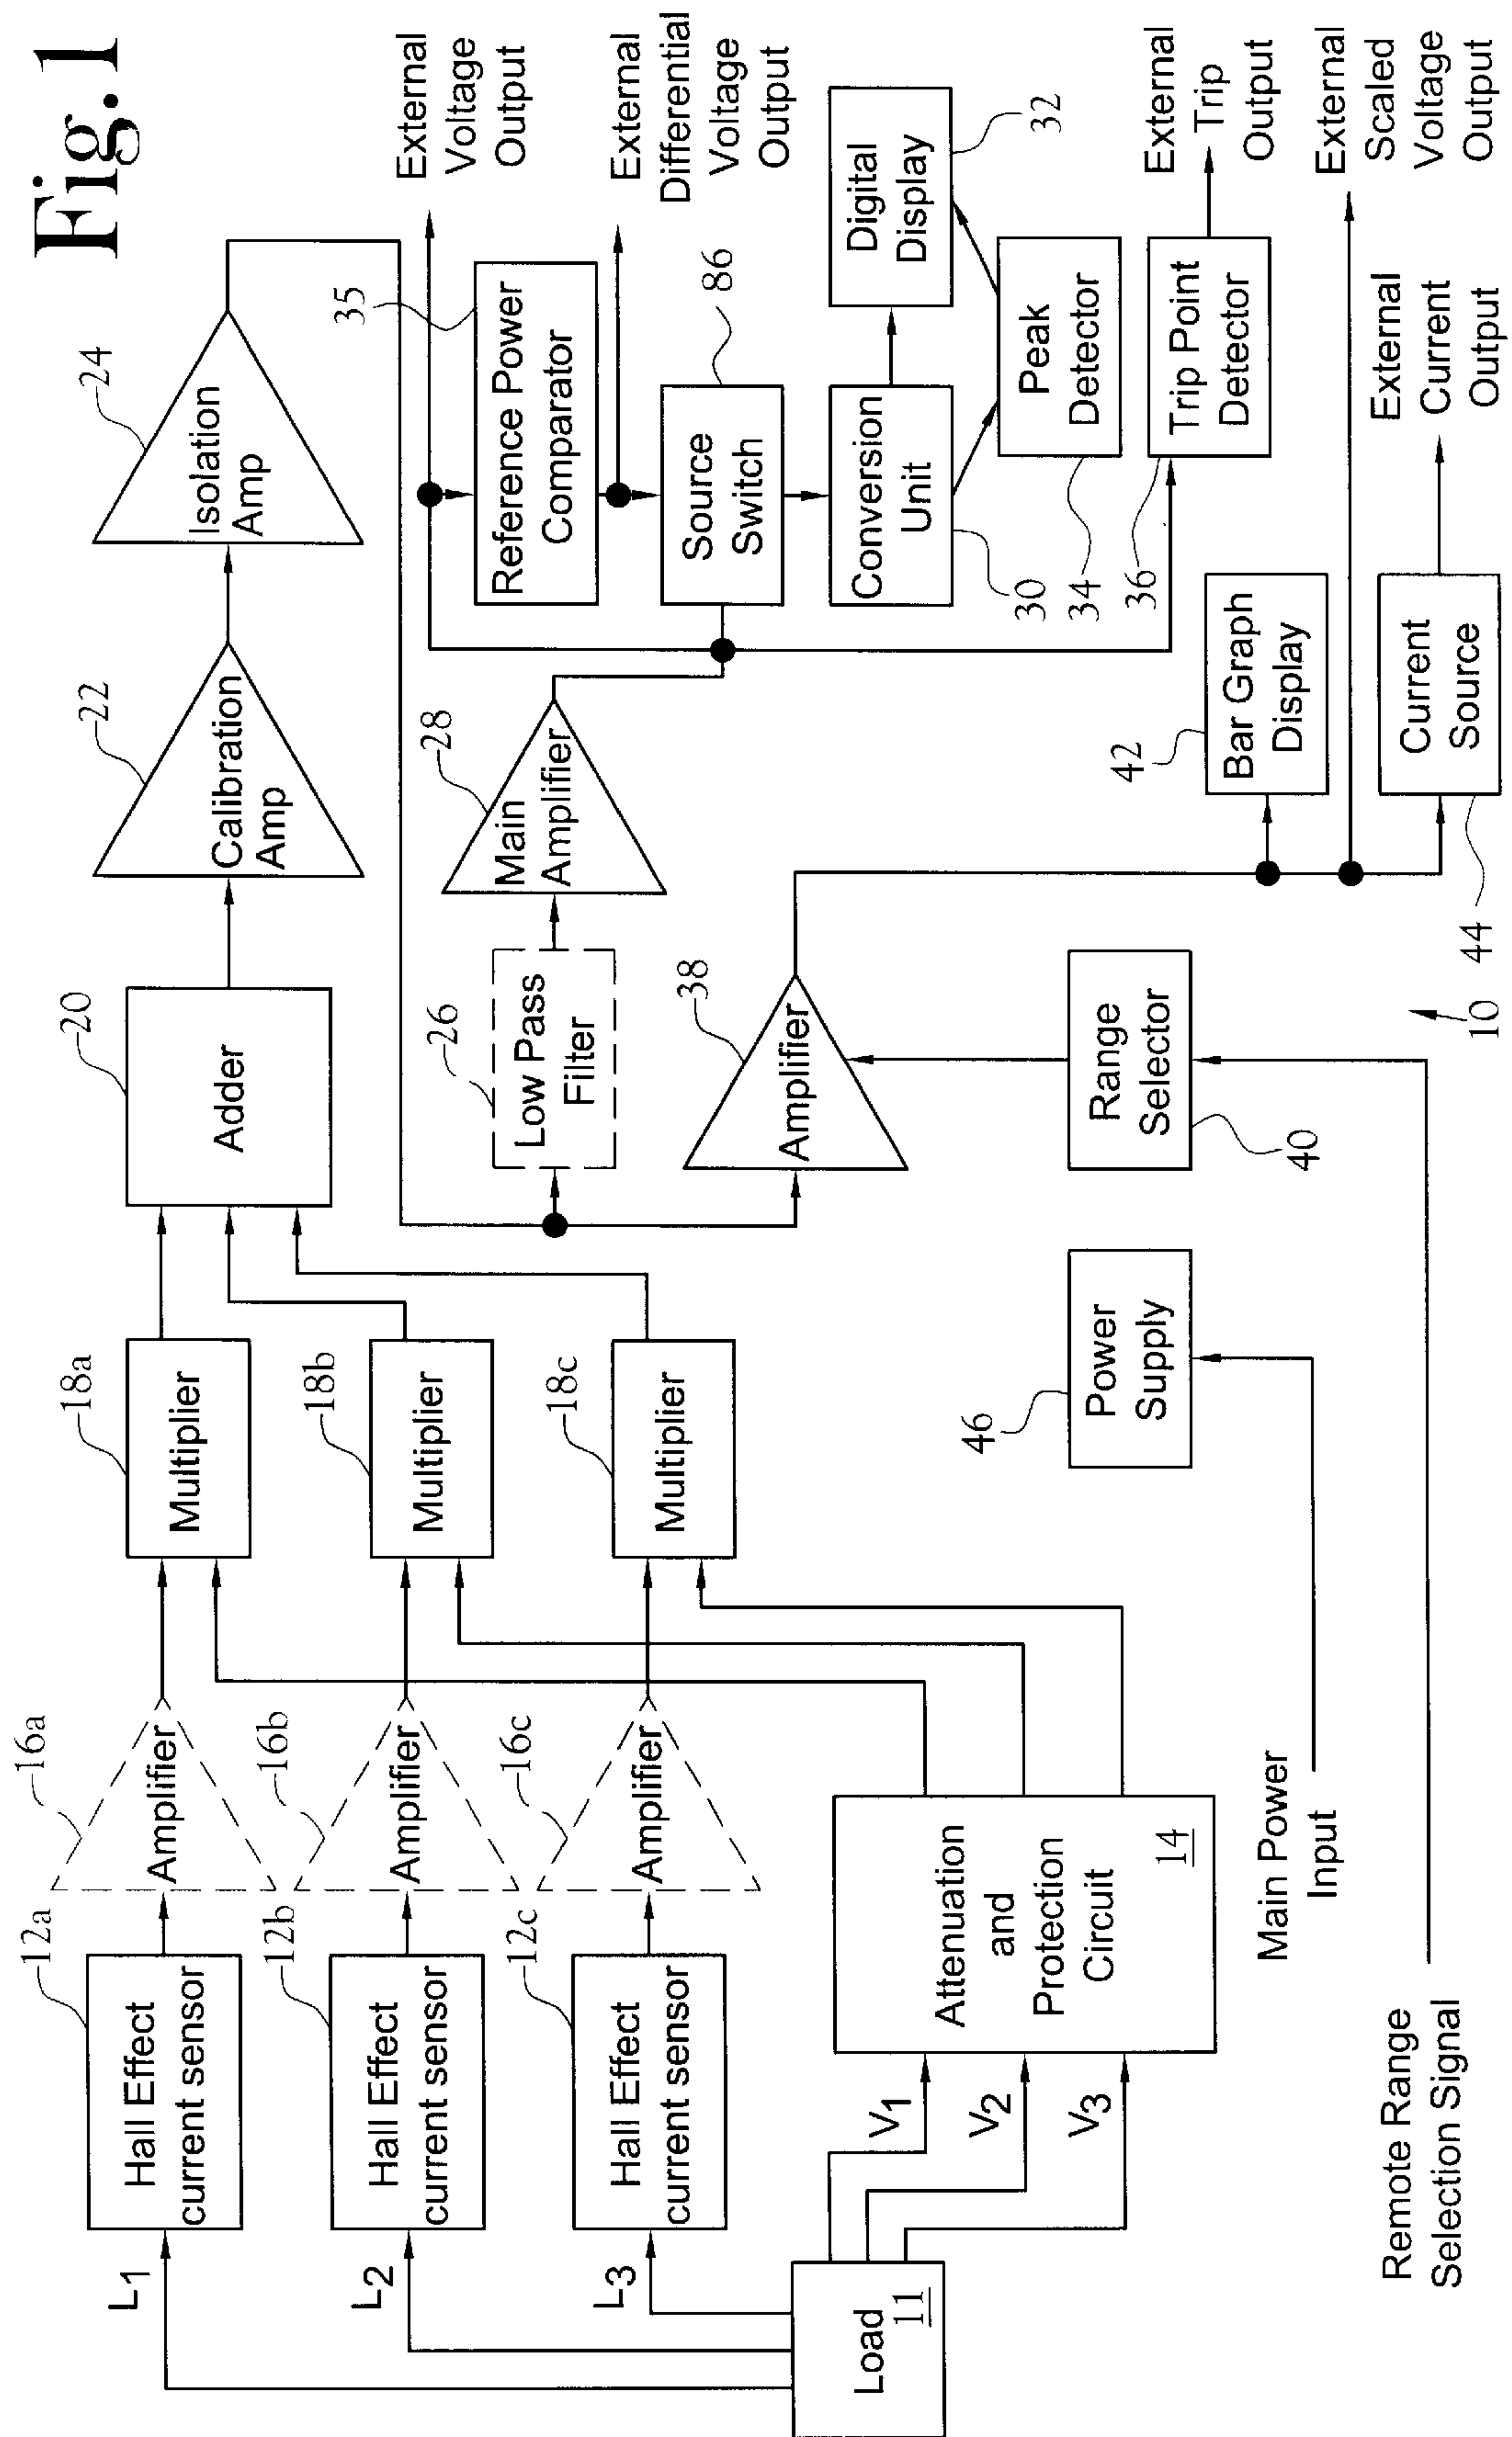 Fig. 1
12a
Hall Effect
current sensor
L1
16a
Amplifier
18a
Multiplier
20
Adder
22
Calibration
Amp
24
Isolation
Amp
12b
Hall Effect
current sensor
L2
16b
Amplifier
18b
Multiplier
12c
Hall Effect
current sensor
L3
16c
Amplifier
18c
Multiplier
Load
11
V1
V2
V3
Attenuation
and
Protection
Circuit
14
26
Low Pass
Filter
28
Main
Amplifier
35
Reference Power
Comparator
86
Source
Switch
Conversion
Unit
30
Digital
Display
32
Peak
Detector
34
Trip Point
Detector
36
External
Voltage
Output
External
Differential
Voltage
Output
External
Trip
Output
External
Scaled
Voltage
Output
External
Current
Output
38
Amplifier
Range
Selector
40
42
Bar Graph
Display
Current
Source
44
46
Power
Supply
Main Power
Input
Remote Range
Selection Signal
10